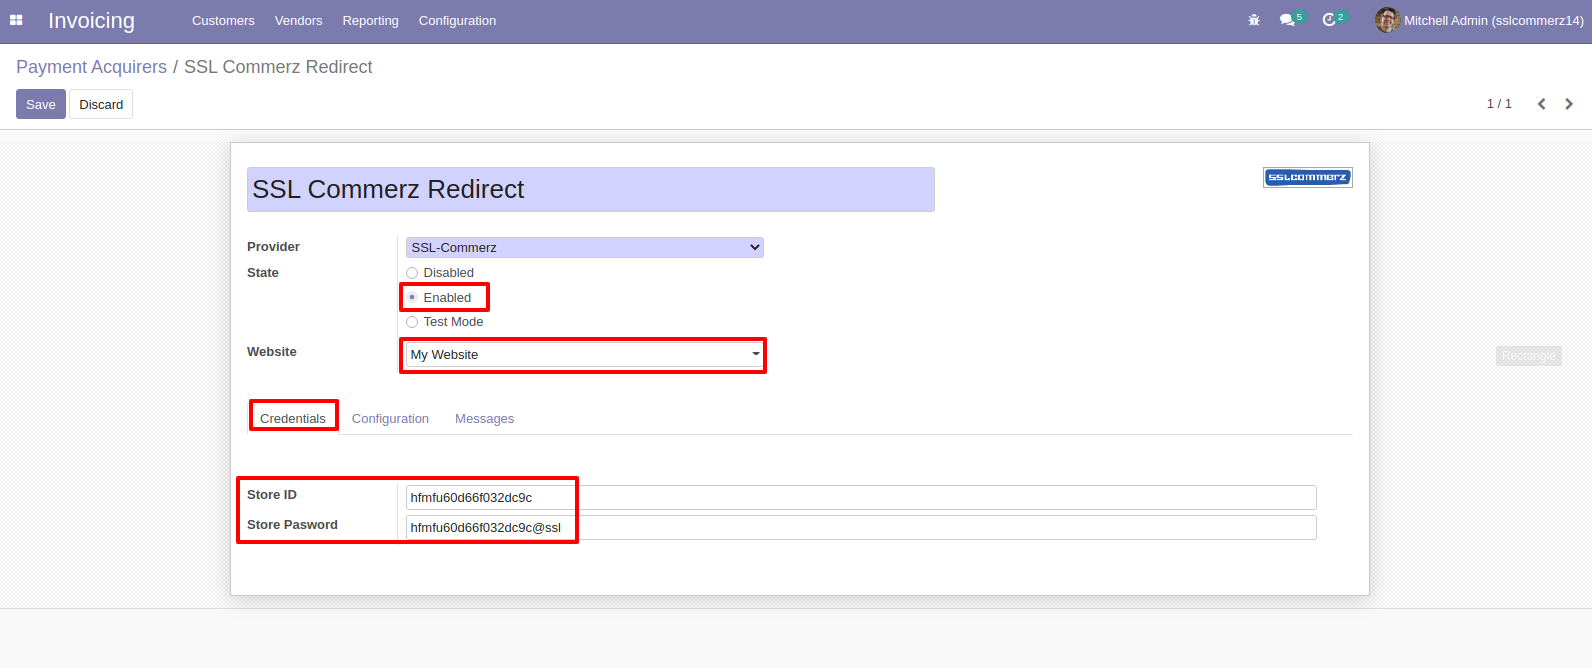 Invoicing Customers Vendors Reporting Configuration 5 2 Mitchell Admin (sslcommerz14)
Payment Acquirers / SSL Commerz Redirect
Save Discard 1 / 1
SSL Commerz Redirect
sslcommerz
Provider SSL-Commerz
State Disabled
Enabled
Test Mode
Website My Website
Rectangle
Credentials Configuration Messages
Store ID hfmfu60d66f032dc9c
Store Pasword hfmfu60d66f032dc9c@ssl